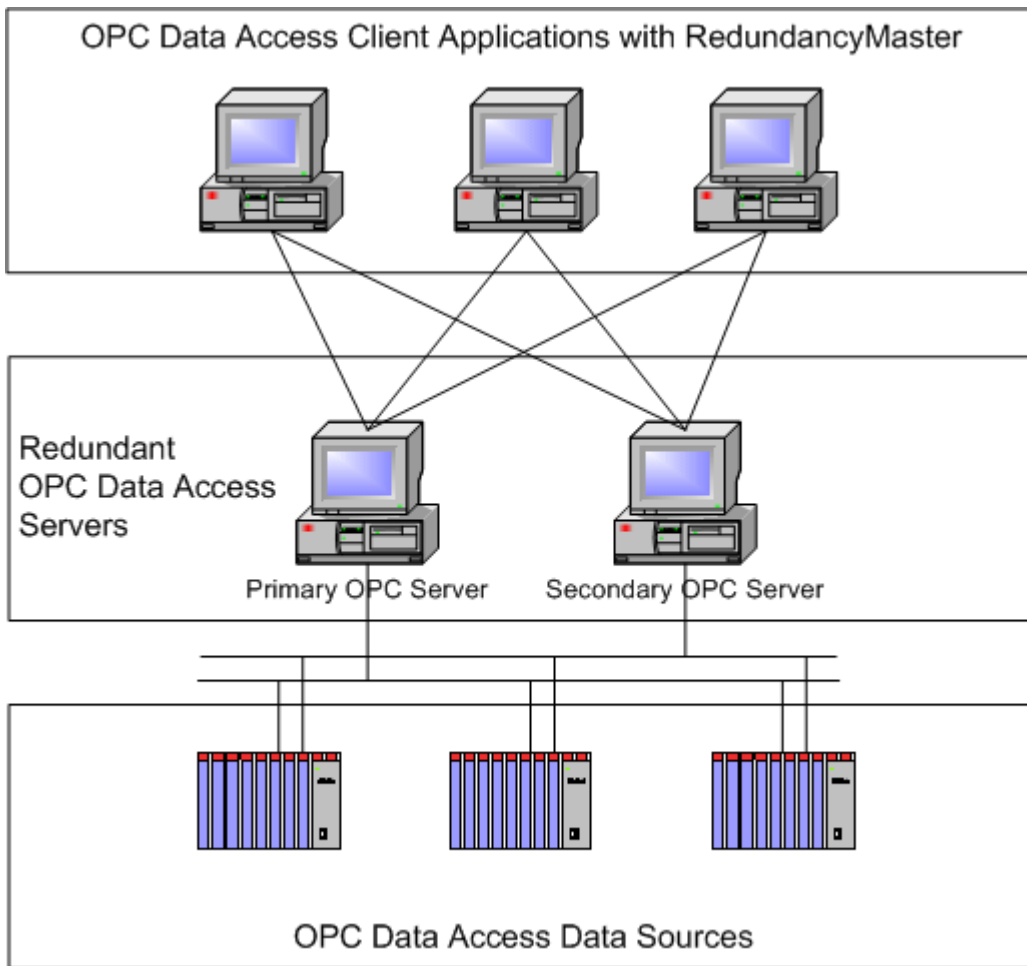 OPC Data Access Client Applications with RedundancyMaster
Redundant
OPC Data Access
Servers
Primary OPC Server
Secondary OPC Server
OPC Data Access Data Sources